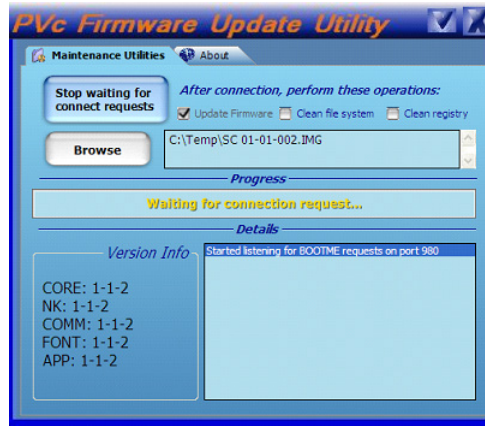 PVc Firmware Update Utility
Maintenance Utilities
About
Stop waiting for
connect requests
After connection, perform these operations:
Update Firmware
Clean file system
Clean registry
Browse
C:\Temp\SC 01-01-002.IMG
Progress
Waiting for connection request...
Details
Version Info
Started listening for BOOTME requests on port 980
CORE: 1-1-2
NK: 1-1-2
COMM: 1-1-2
FONT: 1-1-2
APP: 1-1-2